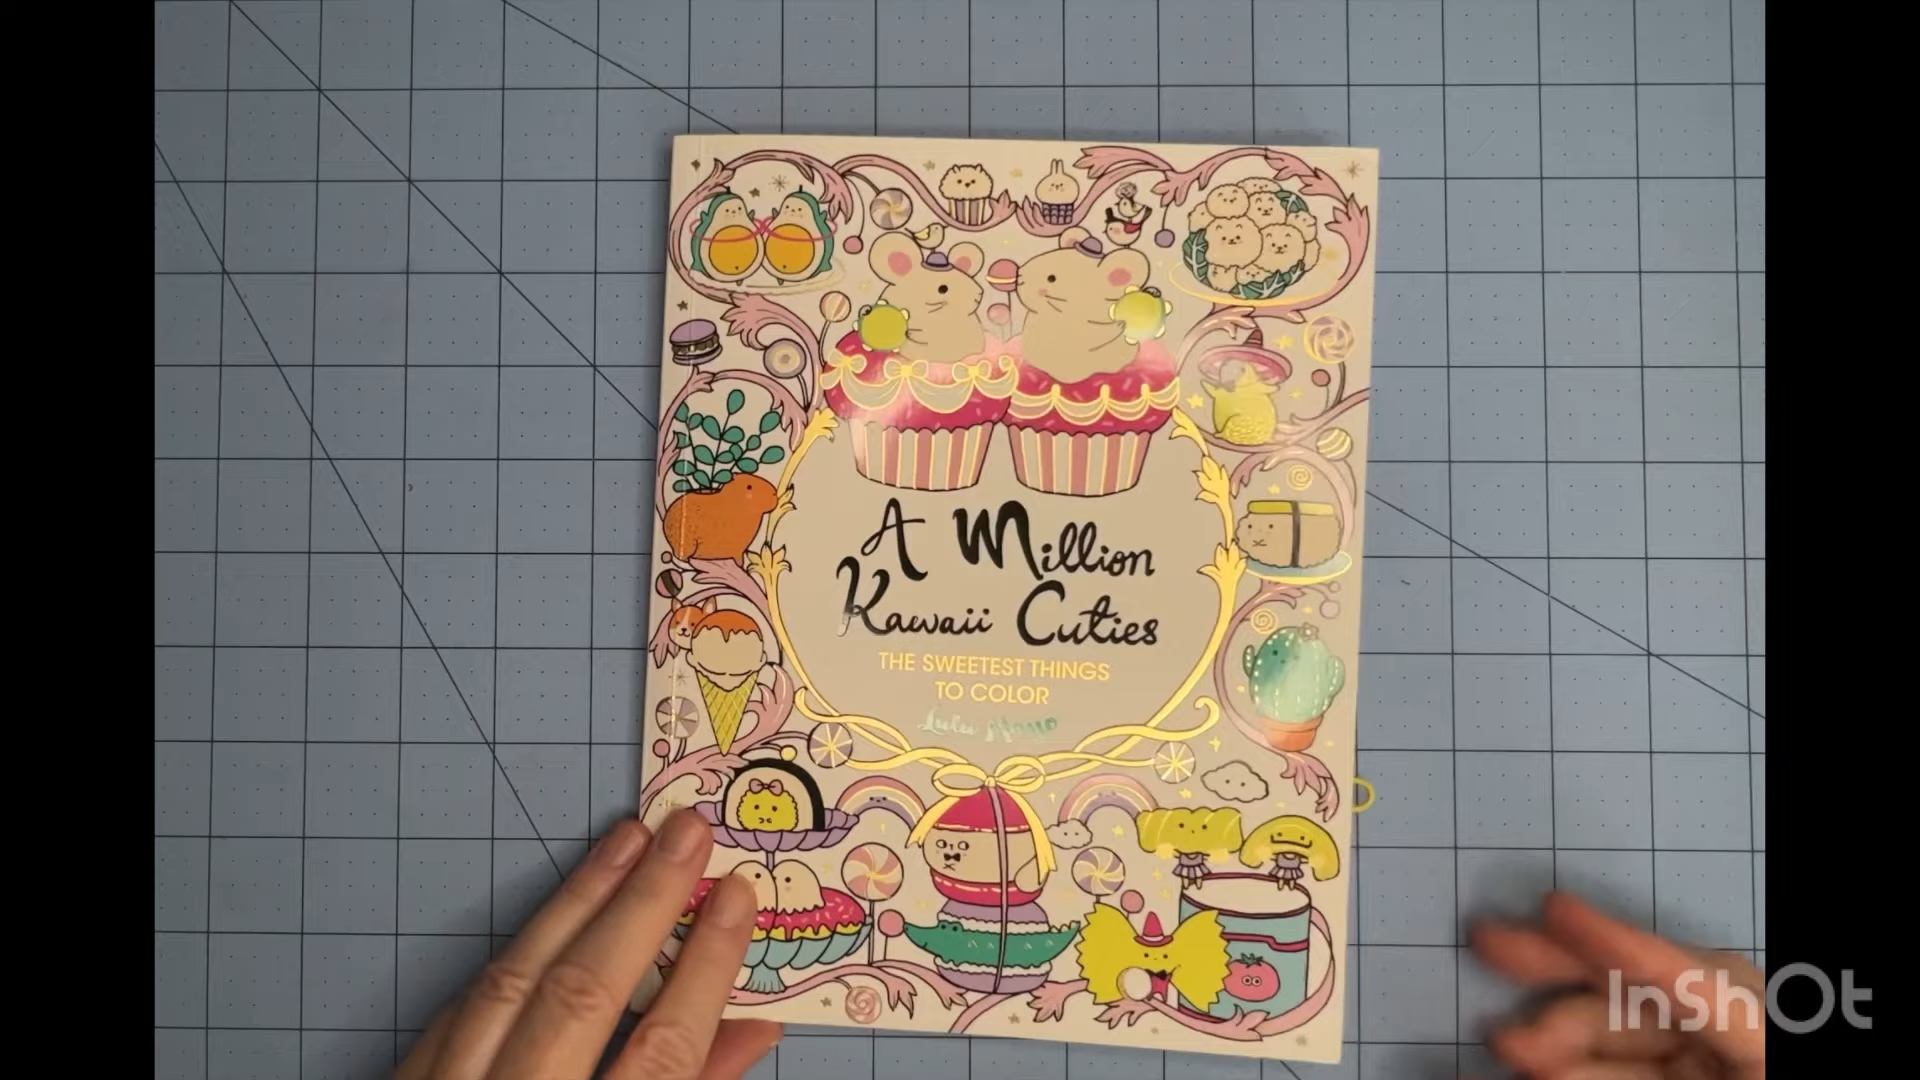 A Million
Kawaii Cuties
THE SWEETEST THINGS
TO COLOR
Lulu Mayo
InShOt